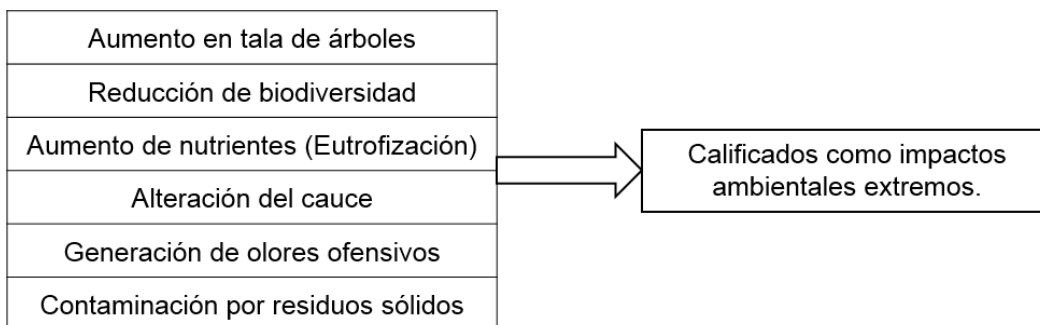 Aumento en tala de árboles
Reducción de biodiversidad
Aumento de nutrientes (Eutrofización)
Alteración del cauce
Generación de olores ofensivos
Contaminación por residuos sólidos
Calificados como impactos
ambientales extremos.